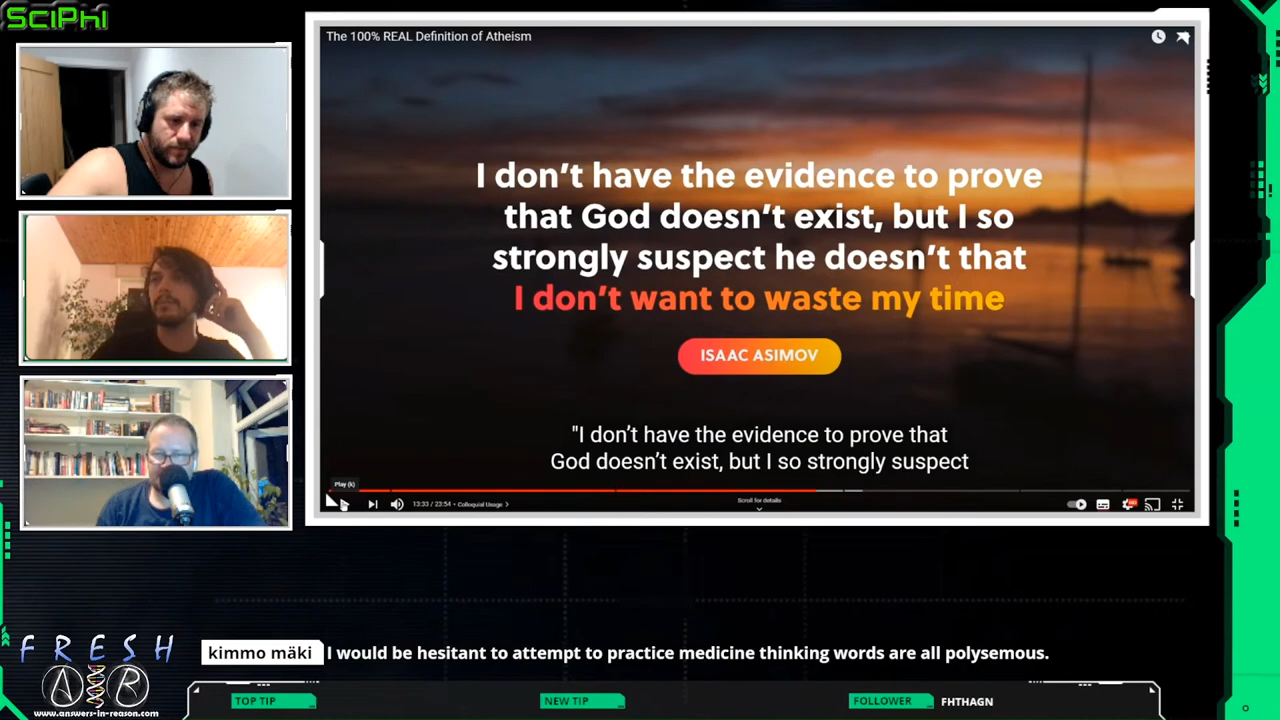 SciPhi
The 100% REAL Definition of Atheism
I don't have the evidence to prove
that God doesn't exist, but I so
strongly suspect he doesn't that
I don't want to waste my time
ISAAC ASIMOV
"I don't have the evidence to prove that
God doesn't exist, but I so strongly suspect
Play (k)
13:33 / 23:54 • Colloquial Usage >
Scroll for details
FRESH
AiR
www.answers-in-reason.com
kimmo mäki
I would be hesitant to attempt to practice medicine thinking words are all polysemous.
TOP TIP
NEW TIP
FOLLOWER
FHTHAGN